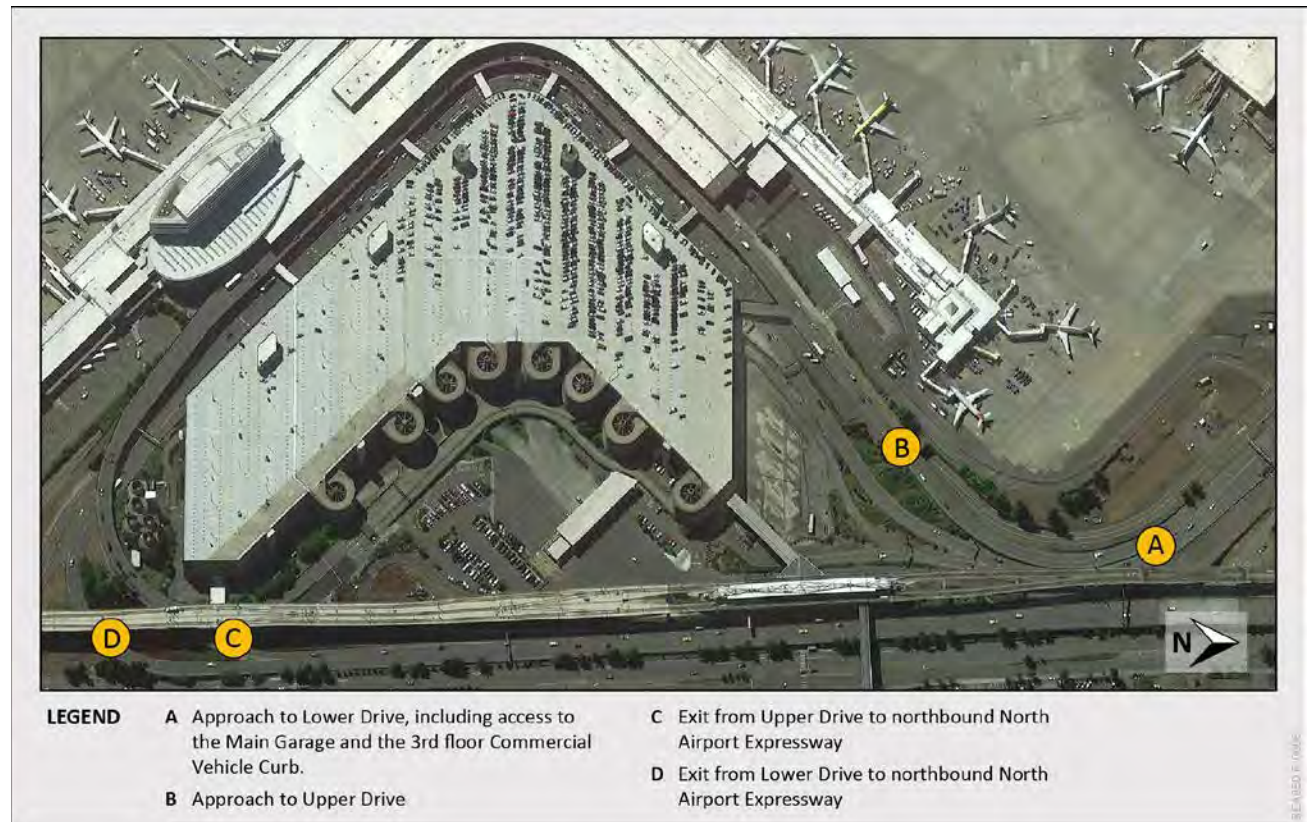 B
A
D
C
N
LEGEND
A Approach to Lower Drive, including access to
the Main Garage and the 3rd floor Commercial
Vehicle Curb.
B Approach to Upper Drive
C Exit from Upper Drive to northbound North
Airport Expressway
D Exit from Lower Drive to northbound North
Airport Expressway